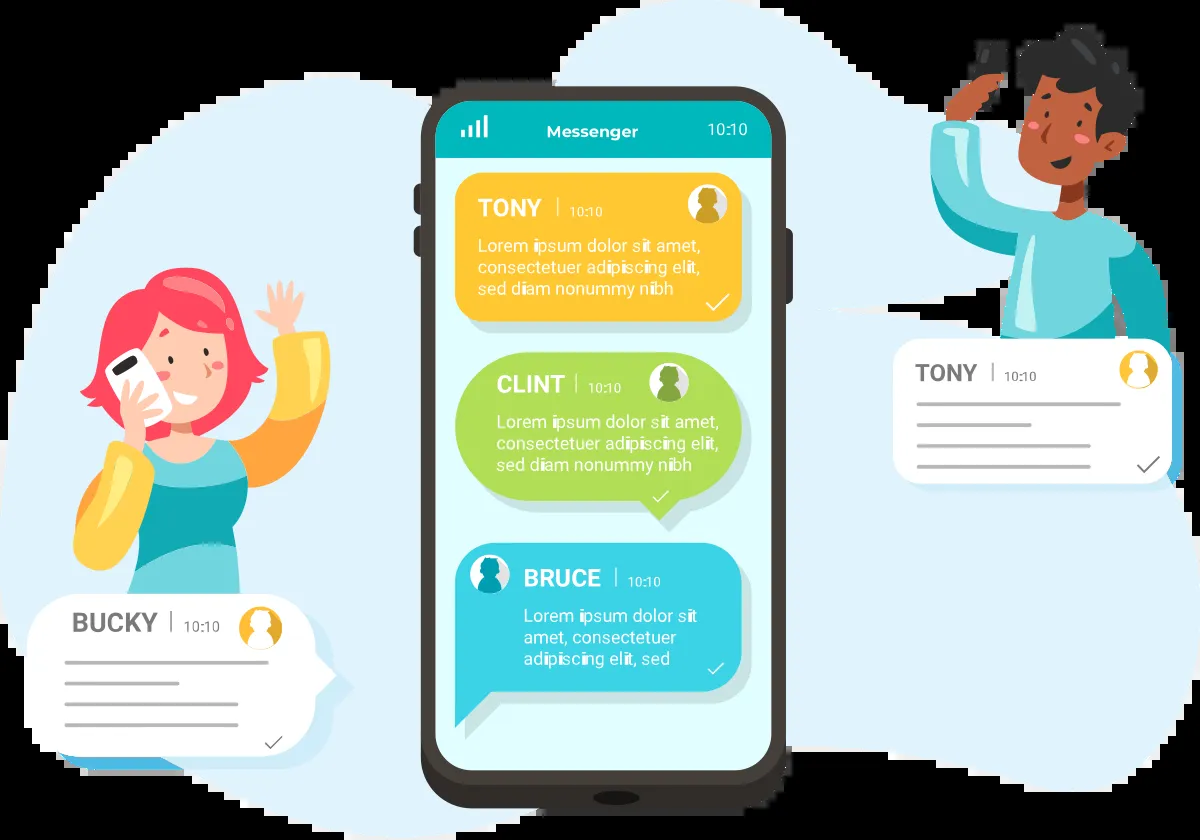 Messenger 10:10
TONY | 10:10
Lorem ipsum dolor sit amet,
consectetuer adipiscing elit,
sed diam nonummy nibh
CLINT | 10:10
Lorem ipsum dolor sit amet,
consectetuer adipiscing elit,
sed diam nonummy nibh
BRUCE | 10:10
Lorem ipsum dolor sit
amet, consectetuer
adipiscing elit, sed
TONY | 10:10
BUCKY | 10:10